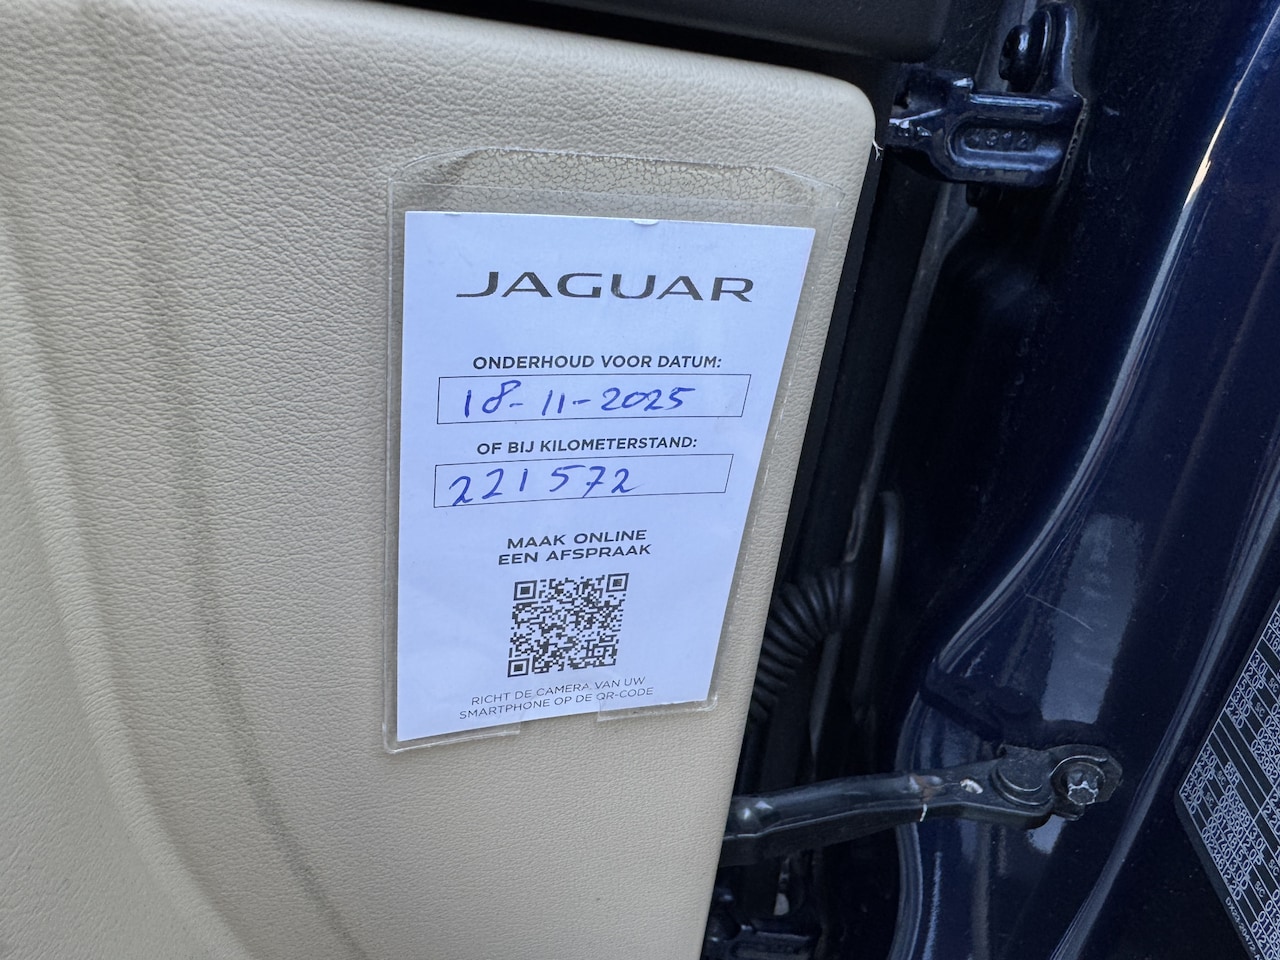 JAGUAR
ONDERHOUD VOOR DATUM:
18-11-2025
OF BIJ KILOMETERSTAND:
221572
MAAK ONLINE
EEN AFSPRAAK
RICHT DE CAMERA VAN UW
SMARTPHONE OP DE QR-CODE